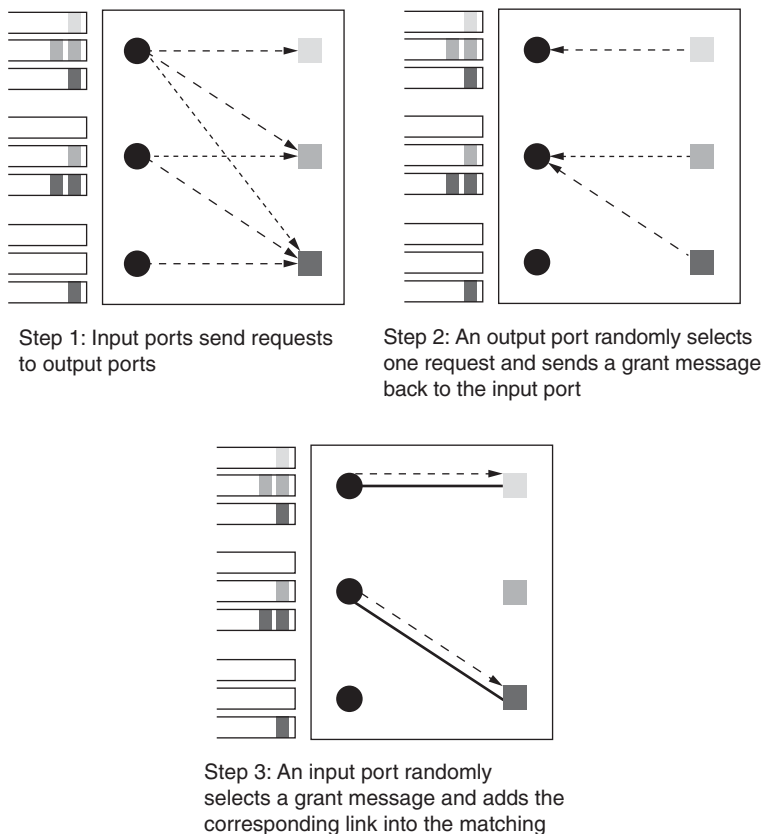 Step 1: Input ports send requests
to output ports
Step 2: An output port randomly selects
one request and sends a grant message
back to the input port
Step 3: An input port randomly
selects a grant message and adds the
corresponding link into the matching